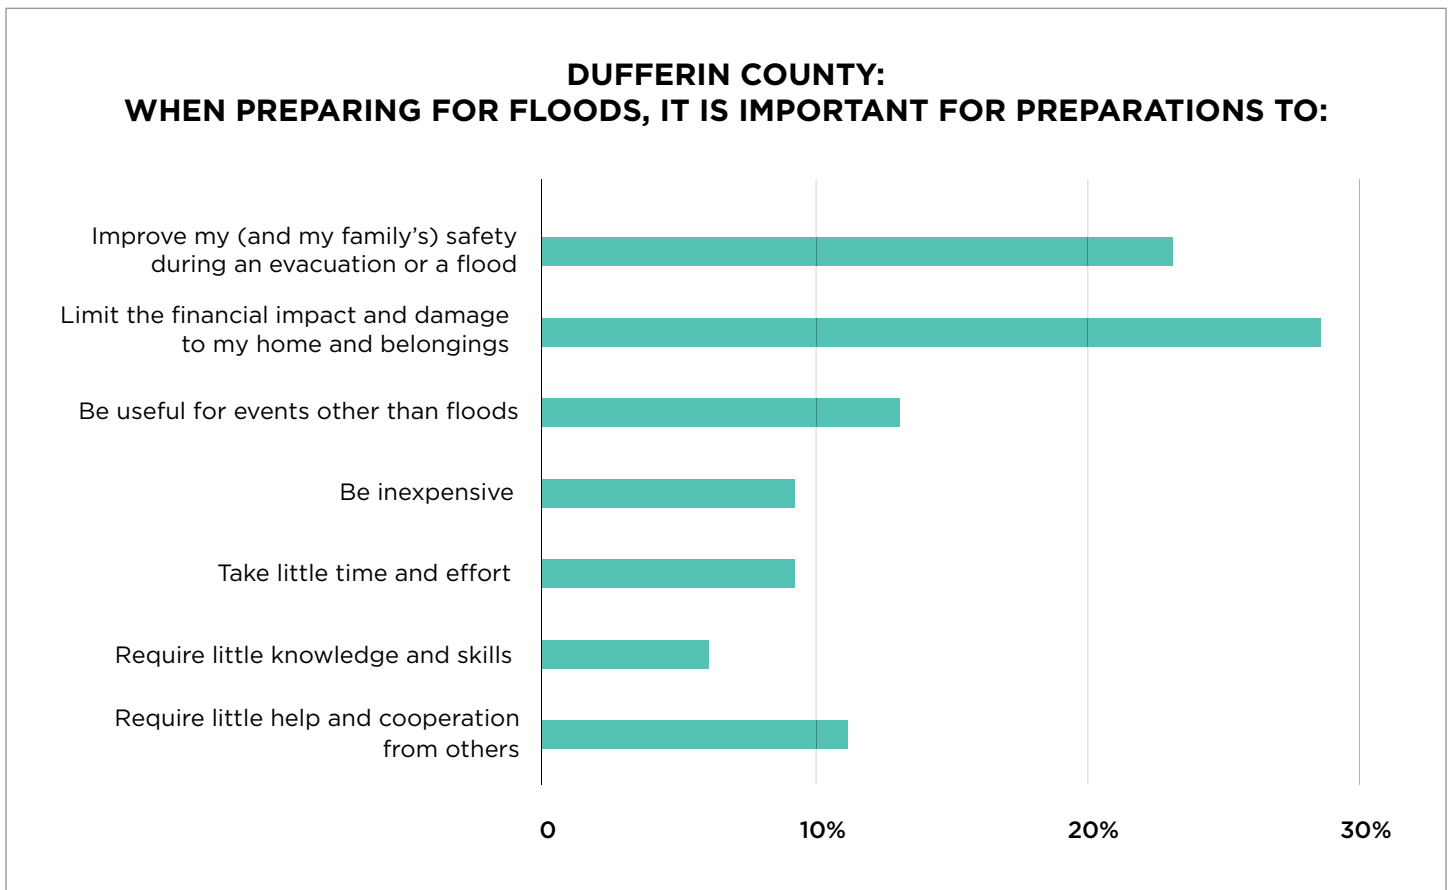 DUFFERIN COUNTY:
WHEN PREPARING FOR FLOODS, IT IS IMPORTANT FOR PREPARATIONS TO:
Improve my (and my family’s) safety
during an evacuation or a flood
Limit the financial impact and damage
to my home and belongings
Be useful for events other than floods
Be inexpensive
Take little time and effort
Require little knowledge and skills
Require little help and cooperation
from others
0 10% 20% 30%